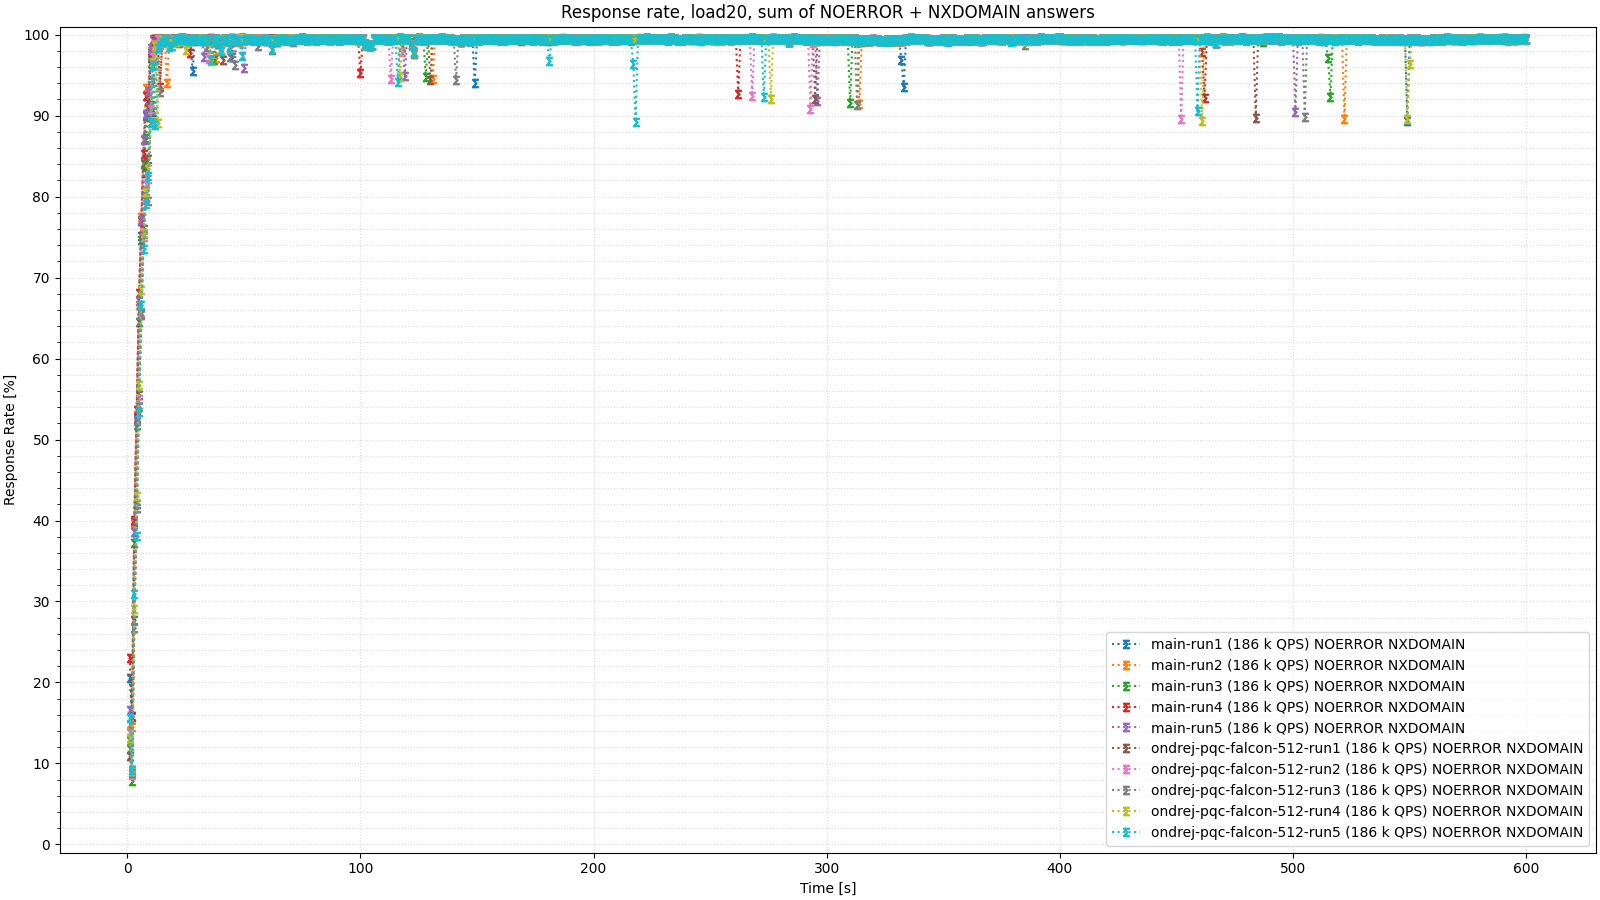 Response rate, load20, sum of NOERROR + NXDOMAIN answers
Response Rate [%]
100
90
80
70
60
50
40
30
20
10
0
main-run1 (186 k QPS) NOERROR NXDOMAIN
main-run2 (186 k QPS) NOERROR NXDOMAIN
main-run3 (186 k QPS) NOERROR NXDOMAIN
main-run4 (186 k QPS) NOERROR NXDOMAIN
main-run5 (186 k QPS) NOERROR NXDOMAIN
ondrej-pqc-falcon-512-run1 (186 k QPS) NOERROR NXDOMAIN
ondrej-pqc-falcon-512-run2 (186 k QPS) NOERROR NXDOMAIN
ondrej-pqc-falcon-512-run3 (186 k QPS) NOERROR NXDOMAIN
ondrej-pqc-falcon-512-run4 (186 k QPS) NOERROR NXDOMAIN
ondrej-pqc-falcon-512-run5 (186 k QPS) NOERROR NXDOMAIN
0 100 200 300 400 500 600
Time [s]